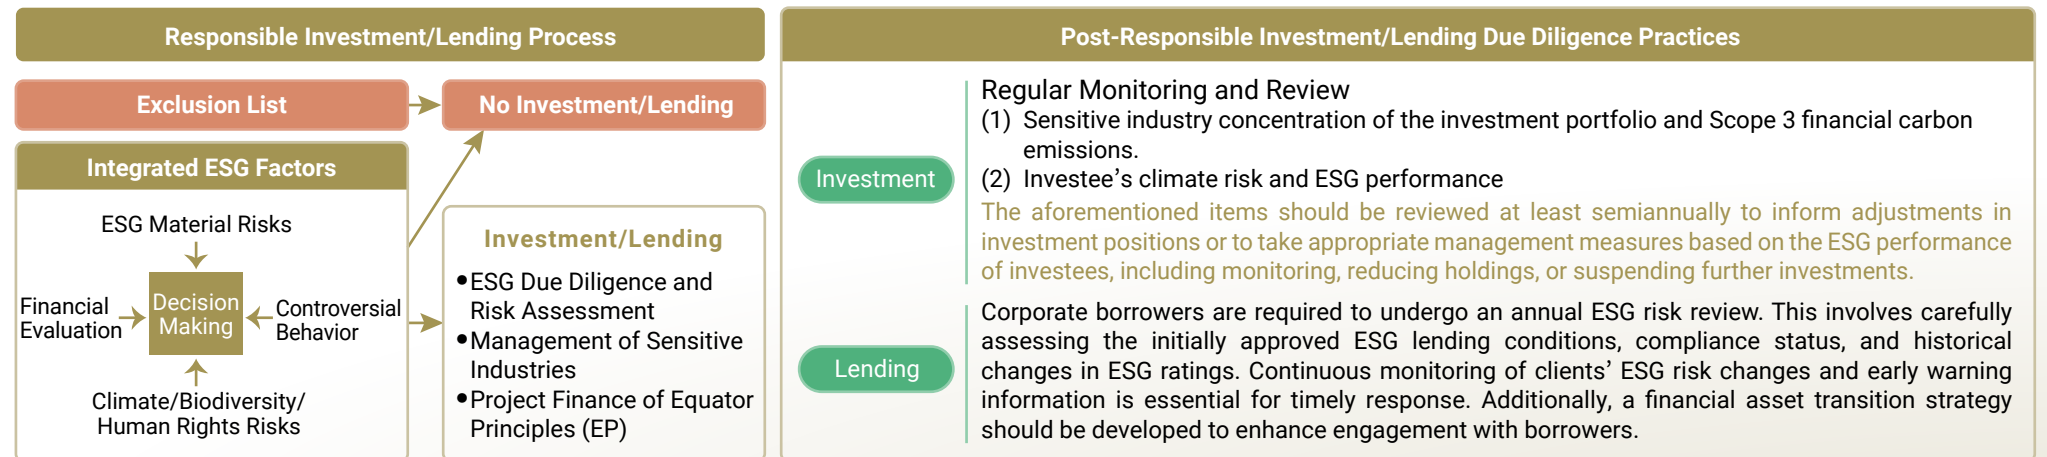 Responsible Investment/Lending Process
Exclusion List
No Investment/Lending
Integrated ESG Factors
ESG Material Risks
Financial
Evaluation
Decision
Making
Controversial
Behavior
Climate/Biodiversity/
Human Rights Risks
Investment/Lending
●ESG Due Diligence and
Risk Assessment
●Management of Sensitive
Industries
●Project Finance of Equator
Principles (EP)
Post-Responsible Investment/Lending Due Diligence Practices
Investment
Regular Monitoring and Review
(1) Sensitive industry concentration of the investment portfolio and Scope 3 financial carbon
emissions.
(2) Investee’s climate risk and ESG performance
The aforementioned items should be reviewed at least semiannually to inform adjustments in
investment positions or to take appropriate management measures based on the ESG performance
of investees, including monitoring, reducing holdings, or suspending further investments.
Lending
Corporate borrowers are required to undergo an annual ESG risk review. This involves carefully
assessing the initially approved ESG lending conditions, compliance status, and historical
changes in ESG ratings. Continuous monitoring of clients’ ESG risk changes and early warning
information is essential for timely response. Additionally, a financial asset transition strategy
should be developed to enhance engagement with borrowers.